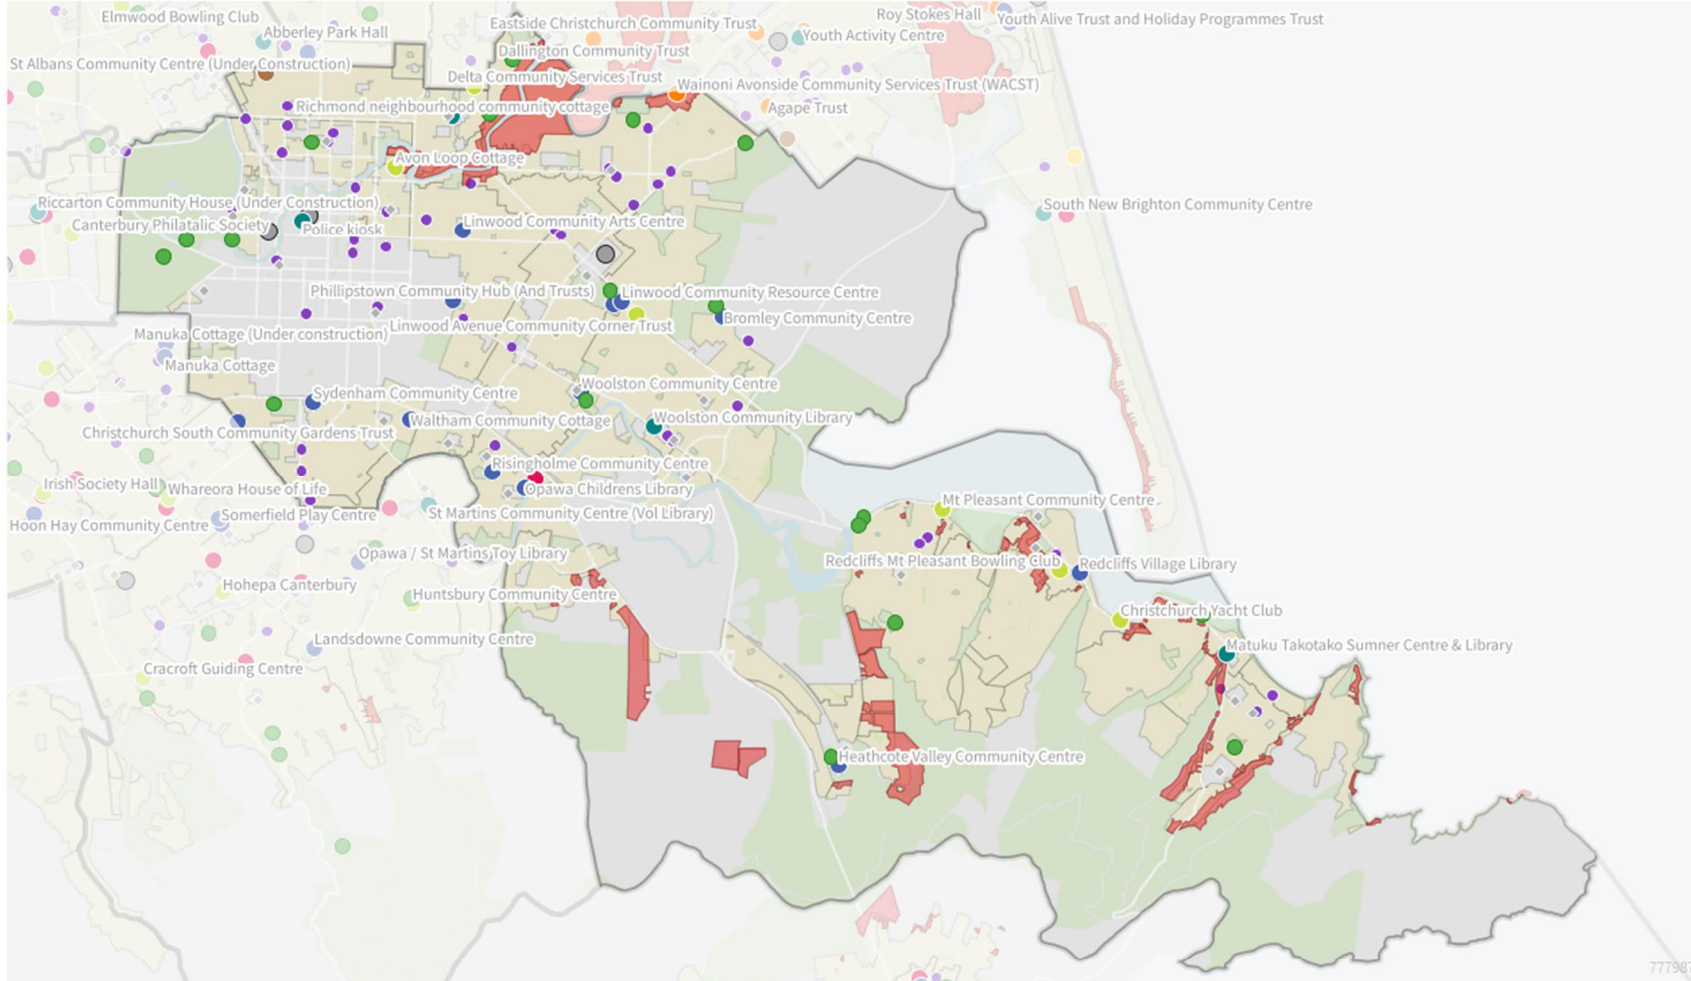 Elmwood Bowling Club
Roy Stokes Hall
Youth Alive Trust and Holiday Programmes Trust
Eastside Christchurch Community Trust
Abberley Park Hall
Youth Activity Centre
Dallington Community Trust
St Albans Community Centre (Under Construction)
Delta Community Services Trust
Wainoni Avonside Community Services Trust (WACST)
Richmond neighbourhood community cottage
Agape Trust
Avon Loop Cottage
Riccarton Community House (Under Construction)
South New Brighton Community Centre
Canterbury Philatalic Society
Police kiosk
Linwood Community Arts Centre
Phillipstown Community Hub (And Trusts)
Linwood Community Resource Centre
Bromley Community Centre
Linwood Avenue Community Corner Trust
Manuka Cottage (Under construction)
Manuka Cottage
Woolston Community Centre
Sydenham Community Centre
Waltham Community Cottage
Woolston Community Library
Christchurch South Community Gardens Trust
Risingholme Community Centre
Irish Society Hall
Whareora House of Life
Opawa Childrens Library
Mt Pleasant Community Centre
Somerfield Play Centre
St Martins Community Centre (Vol Library)
Hoon Hay Community Centre
Opawa / St Martins Toy Library
Redcliffs Mt Pleasant Bowling Club
Redcliffs Village Library
Hohepa Canterbury
Huntsbury Community Centre
Christchurch Yacht Club
Landsdowne Community Centre
Matuku Takotako Sumner Centre & Library
Cracroft Guiding Centre
Heathcote Valley Community Centre